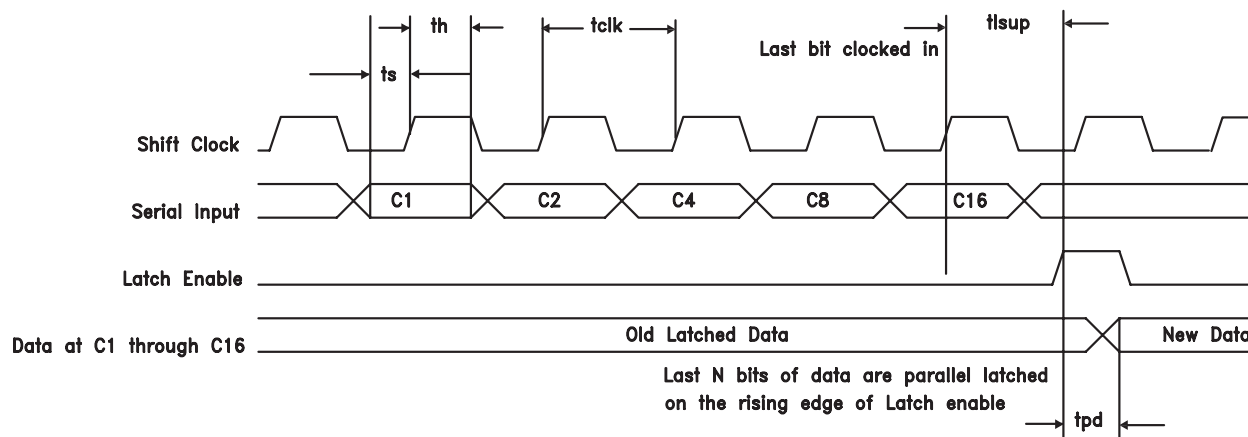 th
tclk
tlsup
Last bit clocked in
ts
Shift Clock
C1
C2
C4
C8
C16
Serial Input
Latch Enable
Data at C1 through C16
Old Latched Data
New Data
Last N bits of data are parallel latched
on the rising edge of Latch enable
tpd